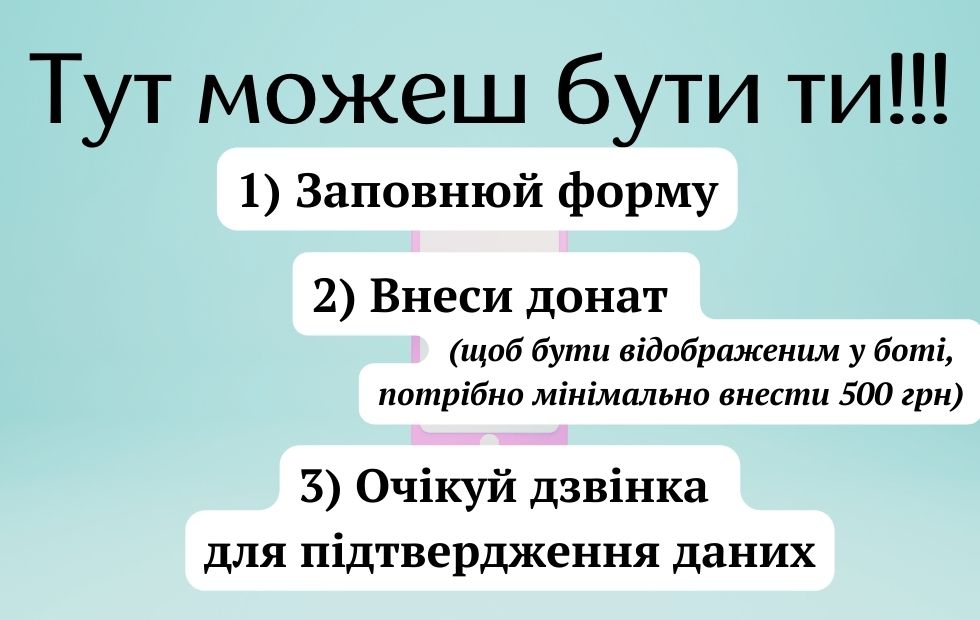 Тут можеш бути ти!!!
1) Заповнюй форму
2) Внеси донат
(щоб бути відображеним у боті,
потрібно мінімально внести 500 грн)
3) Очікуй дзвінка
для підтвердження даних